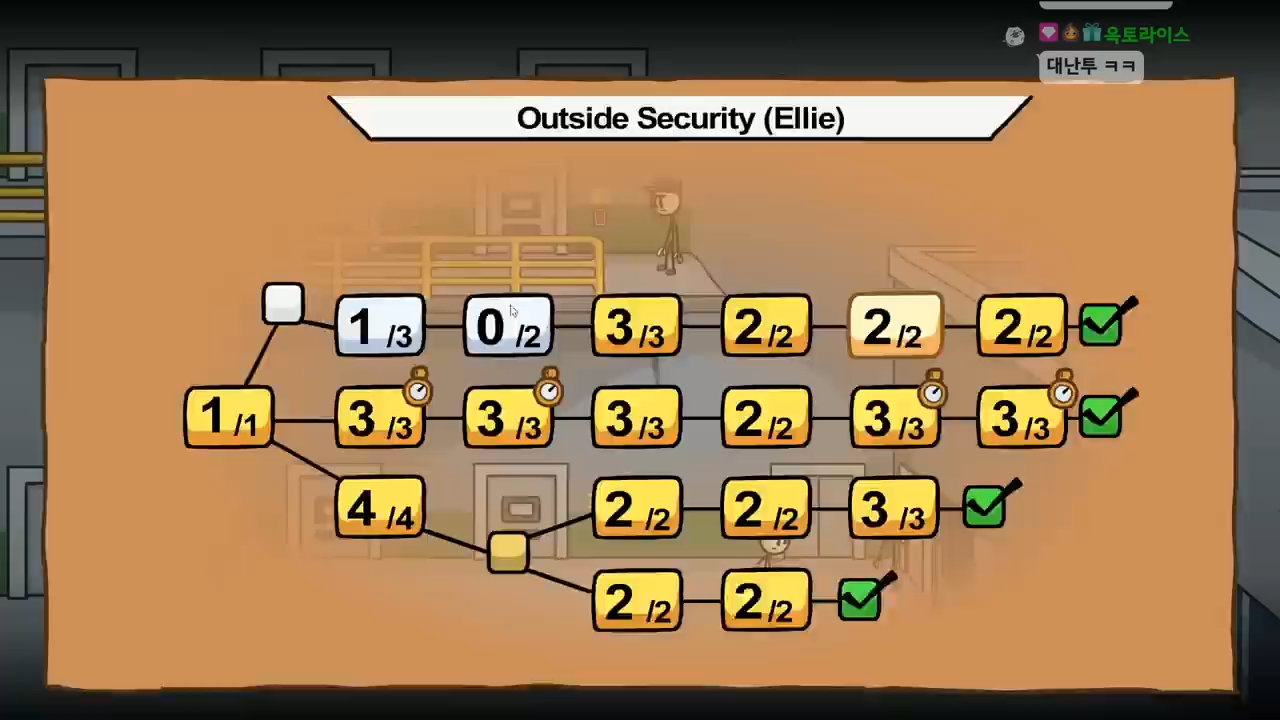 욕토라이스
대난투 ㅋㅋ
Outside Security (Ellie)
1/3 0/2 3/3 2/2 2/2 2/2
1/1 3/3 3/3 3/3 2/2 3/3 3/3
4/4 2/2 2/2 3/3
2/2 2/2